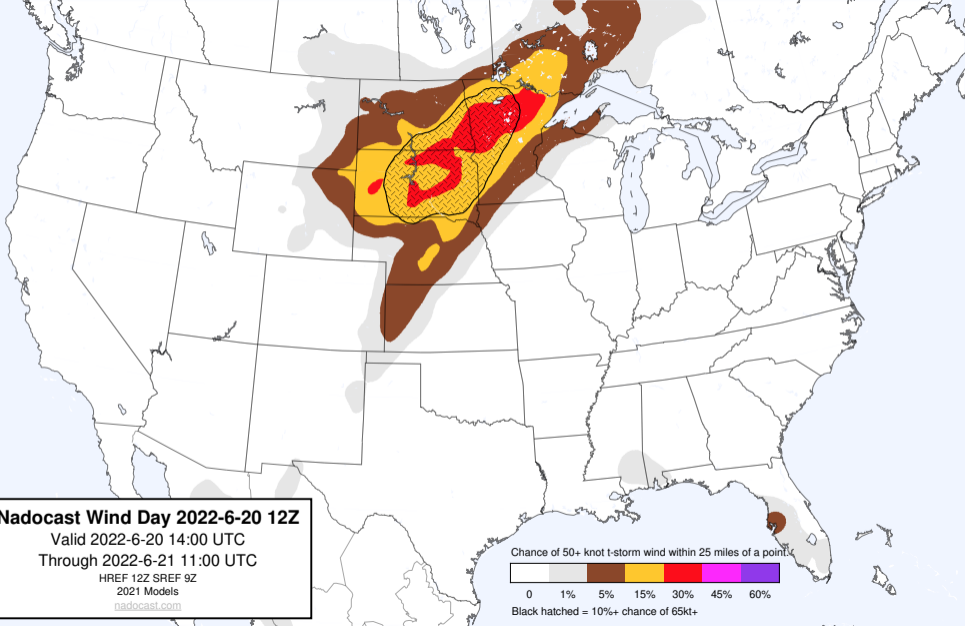 Nadocast Wind Day 2022-6-20 12Z
Valid 2022-6-20 14:00 UTC
Through 2022-6-21 11:00 UTC
HREF 12Z SREF 9Z
2021 Models
nadocast.com
Chance of 50+ knot t-storm wind within 25 miles of a point.
0 1% 5% 15% 30% 45% 60%
Black hatched = 10%+ chance of 65kt+